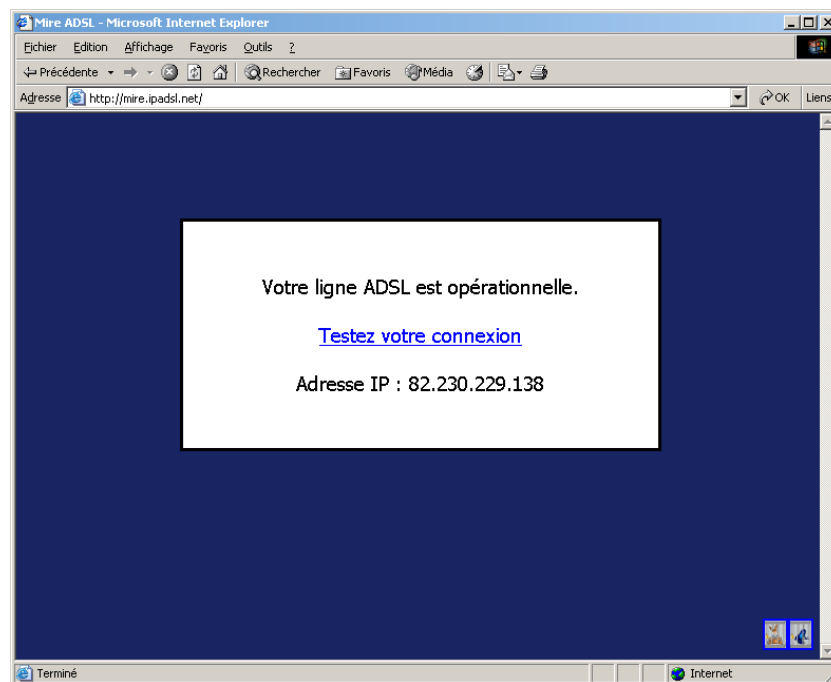 Mire ADSL - Microsoft Internet Explorer
Fichier Edition Affichage Favoris Outils ?
Précédente Rechercher Favoris Média
Adresse http://mire.ipadsl.net/ OK Liens
Votre ligne ADSL est opérationnelle.
Testez votre connexion
Adresse IP : 82.230.229.138
Terminé Internet